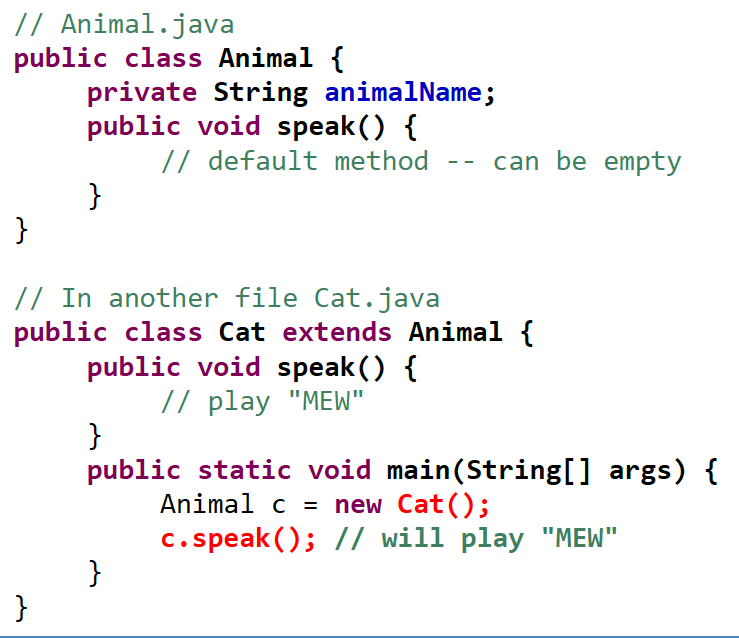 // Animal.java
public class Animal {
private String animalName;
public void speak() {
// default method -- can be empty
}
}
// In another file Cat.java
public class Cat extends Animal {
public void speak() {
// play "MEW"
}
public static void main(String[] args) {
Animal c = new Cat();
c.speak(); // will play "MEW"
}
}